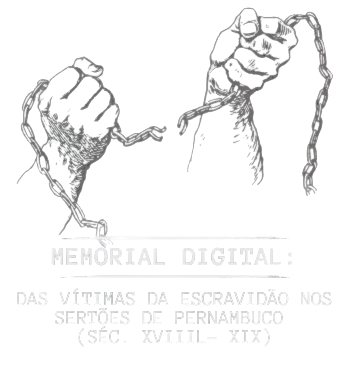 MEMORIAL DIGITAL:
DAS VÍTIMAS DA ESCRAVIDÃO NOS
SERTÕES DE PERNAMBUCO
(SÉC. XVIIIL– XIX)